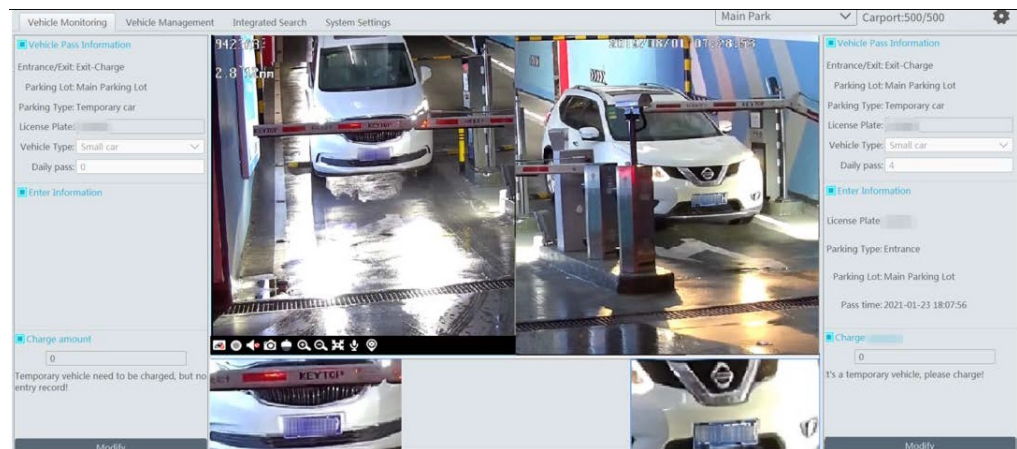 Vehicle Monitoring
Vehicle Management
Integrated Search
System Settings
Main Park
Carport:500/500
Vehicle Pass Information
Entrance/Exit: Exit-Charge
Parking Lot: Main Parking Lot
Parking Type: Temporary car
License Plate:
Vehicle Type: Small car
Daily pass: 0
Enter Information
Charge amount
0
Temporary vehicle need to be charged, but no
entry record!
Modify
KEYTOP
KEYTOP
Vehicle Pass Information
Entrance/Exit: Exit-Charge
Parking Lot: Main Parking Lot
Parking Type: Temporary car
License Plate:
Vehicle Type: Small car
Daily pass: 4
Enter Information
License Plate
Parking Type: Entrance
Parking Lot: Main Parking Lot
Pass time: 2021-01-23 18:07:56
Charge
0
t's a temporary vehicle, please charge!
Modify